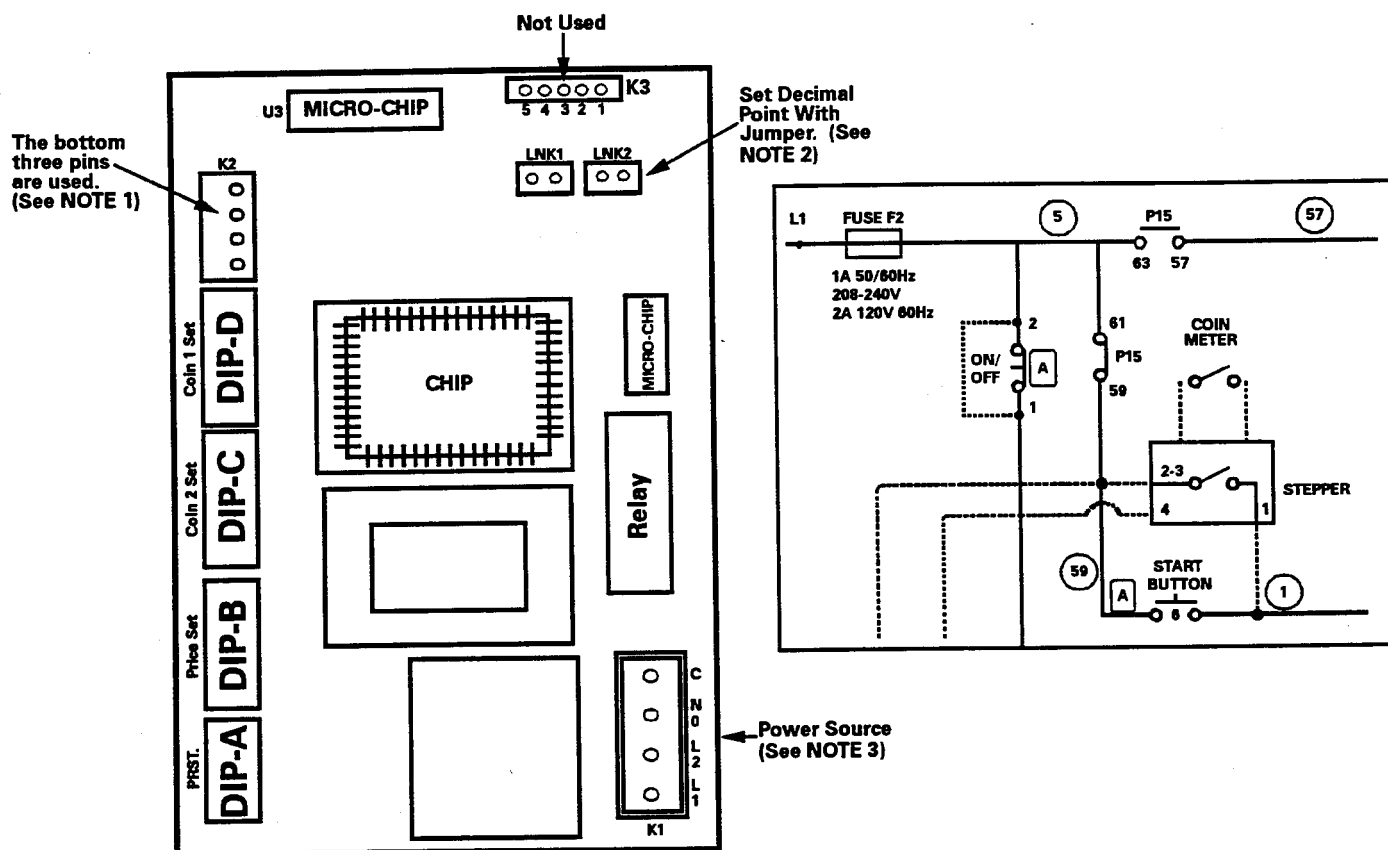 Not Used
K3
5 4 3 2 1
U3
MICRO-CHIP
Set Decimal
Point With
Jumper. (See
NOTE 2)
The bottom
three pins
are used.
(See NOTE 1)
K2
LNK1
LNK2
Coin 1 Set
DIP-D
Coin 2 Set
DIP-C
Price Set
DIP-B
PRST.
DIP-A
CHIP
MICRO-CHIP
Relay
C
N
0
L
2
L
1
K1
Power Source
(See NOTE 3)
L1
FUSE F2
5
P15
57
63
57
1A 50/60Hz
208-240V
2A 120V 60Hz
2
61
COIN
METER
ON/
OFF
A
P15
59
1
2-3
STEPPER
4
1
59
START
BUTTON
A
6
1